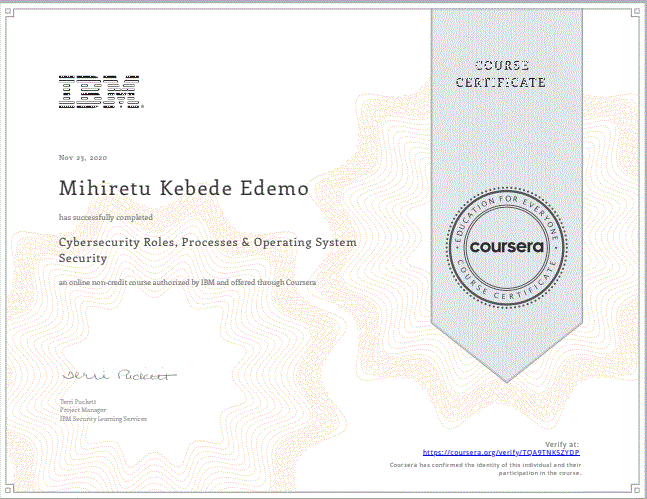 COURSE
CERTIFICATE
IBM
Nov 23, 2020
Mihiretu Kebede Edemo
has successfully completed
Cybersecurity Roles, Processes & Operating System
Security
an online non-credit course authorized by IBM and offered through Coursera
EDUCATION FOR EVERYONE
coursera
COURSE CERTIFICATE
Terri Puckett
Terri Puckett
Project Manager
IBM Security Learning Services
Verify at:
https://coursera.org/verify/TQA9TNK5ZYDP
Coursera has confirmed the identity of this individual and their
participation in the course.